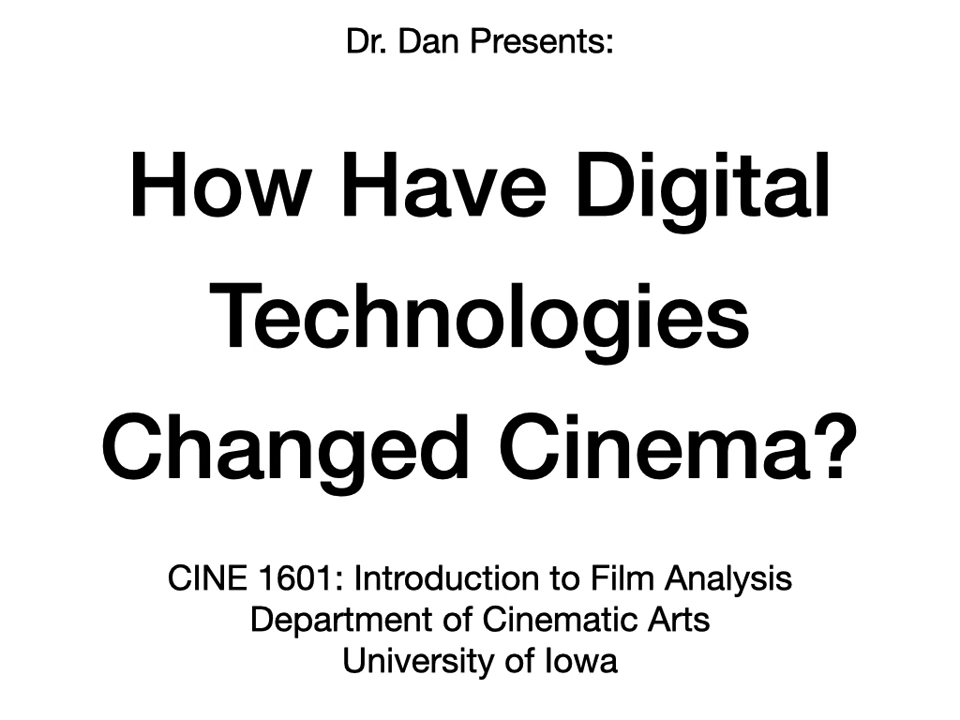 Dr. Dan Presents:
How Have Digital
Technologies
Changed Cinema?
CINE 1601: Introduction to Film Analysis
Department of Cinematic Arts
University of Iowa